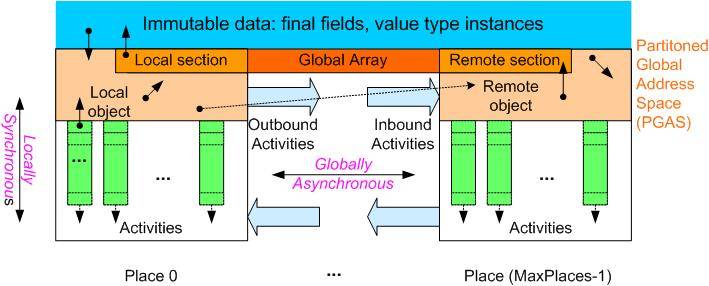 Immutable data: final fields, value type instances
Local section
Global Array
Remote section
Partitoned
Global
Address
Space
(PGAS)
Local
object
Remote
object
Outbound
Activities
Inbound
Activities
Locally
Synchronous
Globally
Asynchronous
...
...
...
Activities
Activities
Place 0
...
Place (MaxPlaces-1)